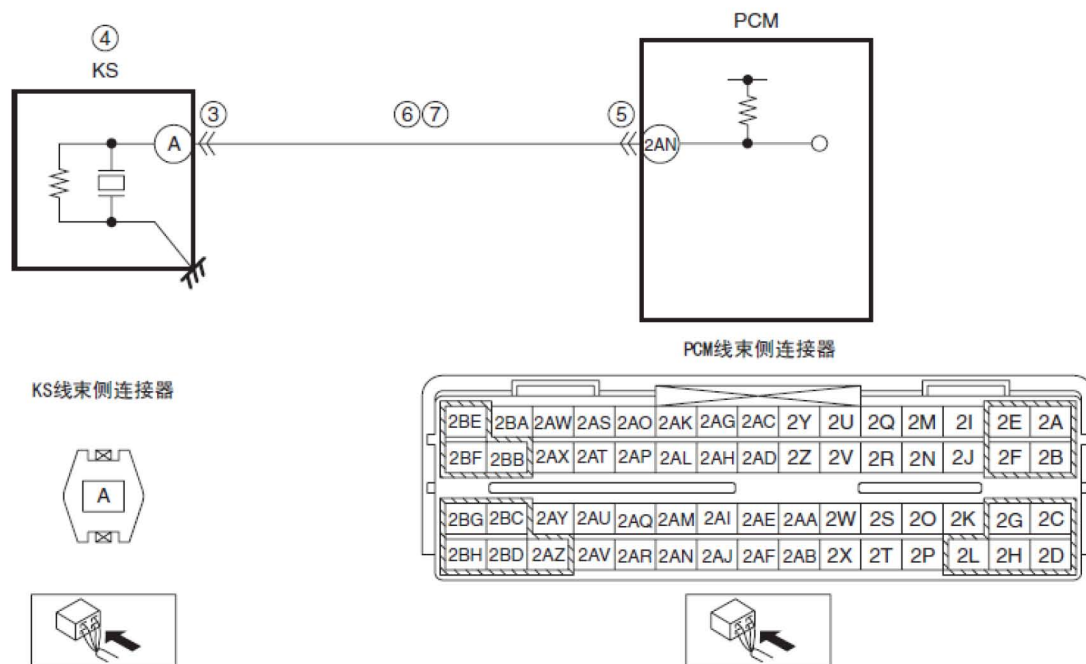 PCM
④
KS
③
⑥⑦
⑤
A
2AN
PCM线束侧连接器
KS线束侧连接器
A
2BE 2BA 2AW 2AS 2AO 2AK 2AG 2AC 2Y 2U 2Q 2M 2I 2E 2A
2BF 2BB 2AX 2AT 2AP 2AL 2AH 2AD 2Z 2V 2R 2N 2J 2F 2B
2BG 2BC 2AY 2AU 2AQ 2AM 2AI 2AE 2AA 2W 2S 2O 2K 2G 2C
2BH 2BD 2AZ 2AV 2AR 2AN 2AJ 2AF 2AB 2X 2T 2P 2L 2H 2D